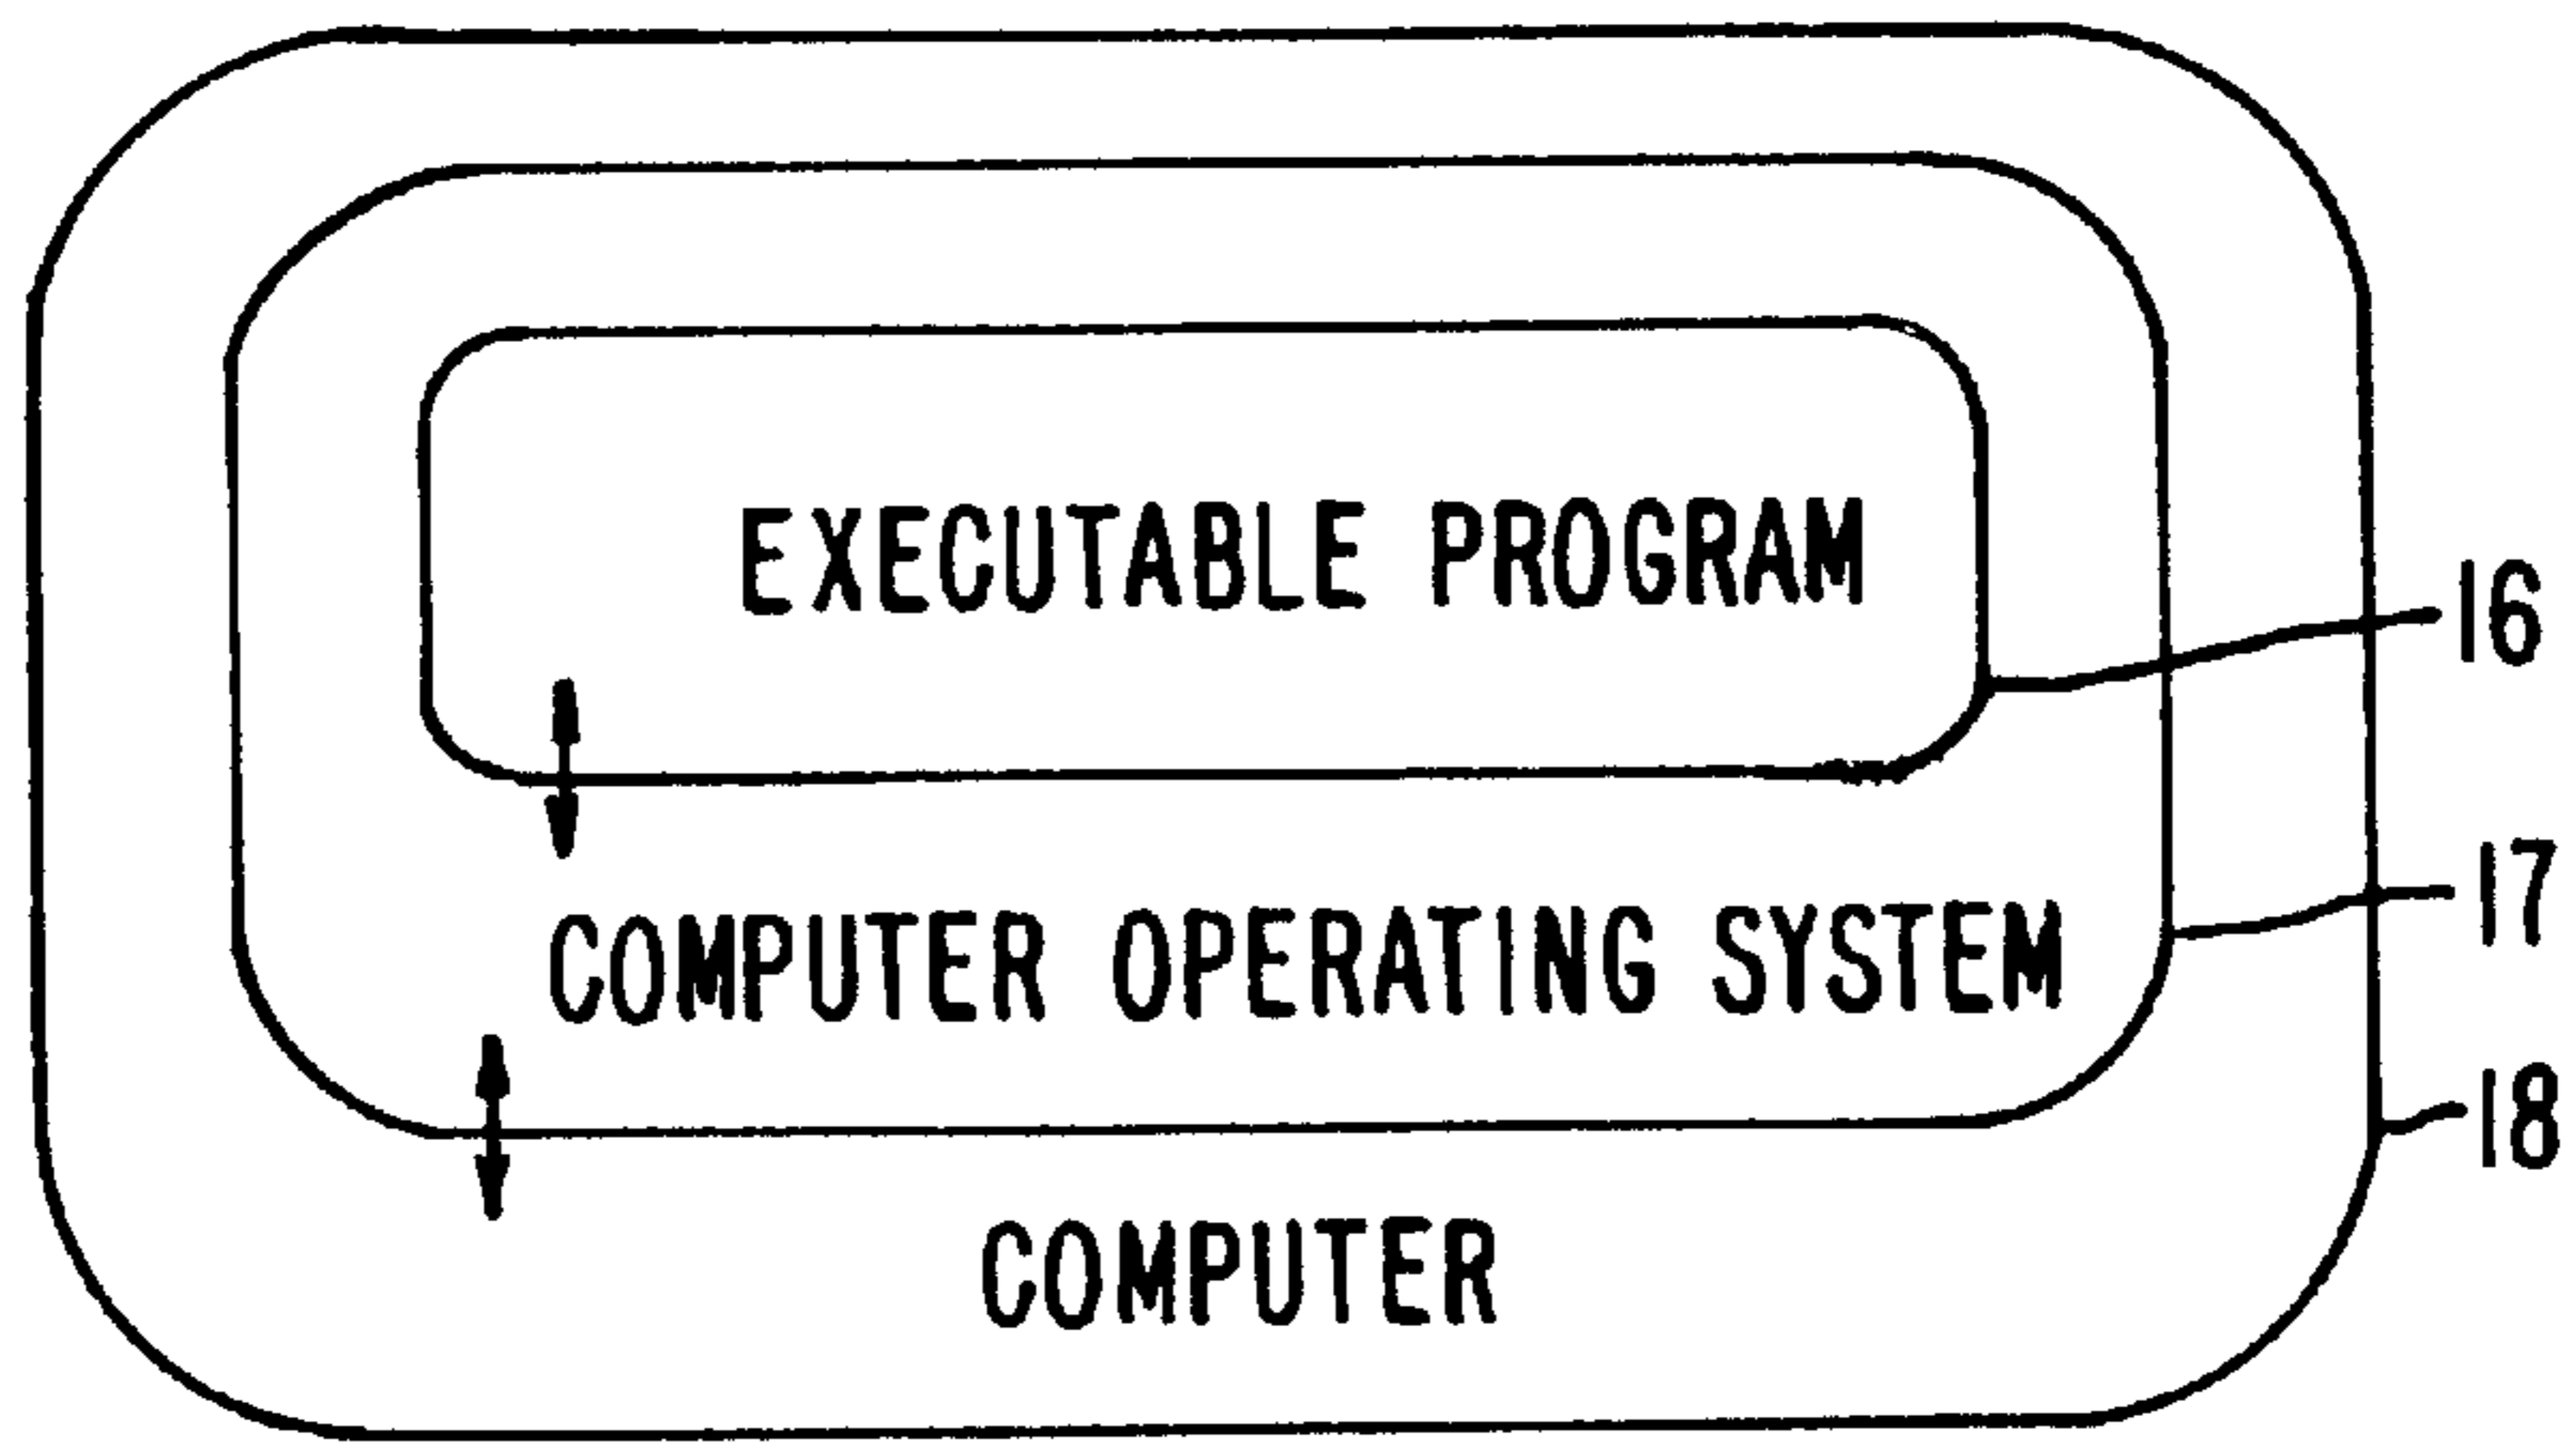 EXECUTABLE PROGRAM
16
COMPUTER OPERATING SYSTEM
17
18
COMPUTER